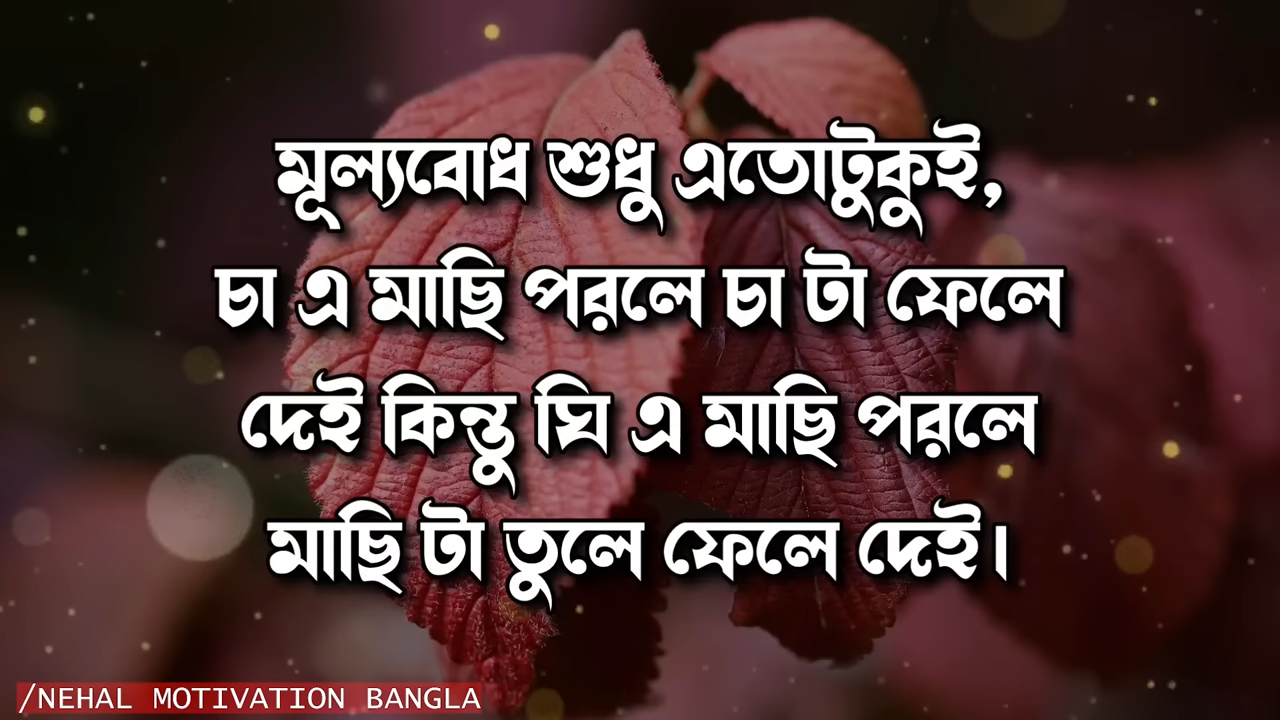 মূল্যবোধ শুধু এতোটুকুই,
চা এ মাছি পরলে চা টা ফেলে
দেই কিন্তু ঘি এ মাছি পরলে
মাছি টা তুলে ফেলে দেই।
/NEHAL MOTIVATION BANGLA